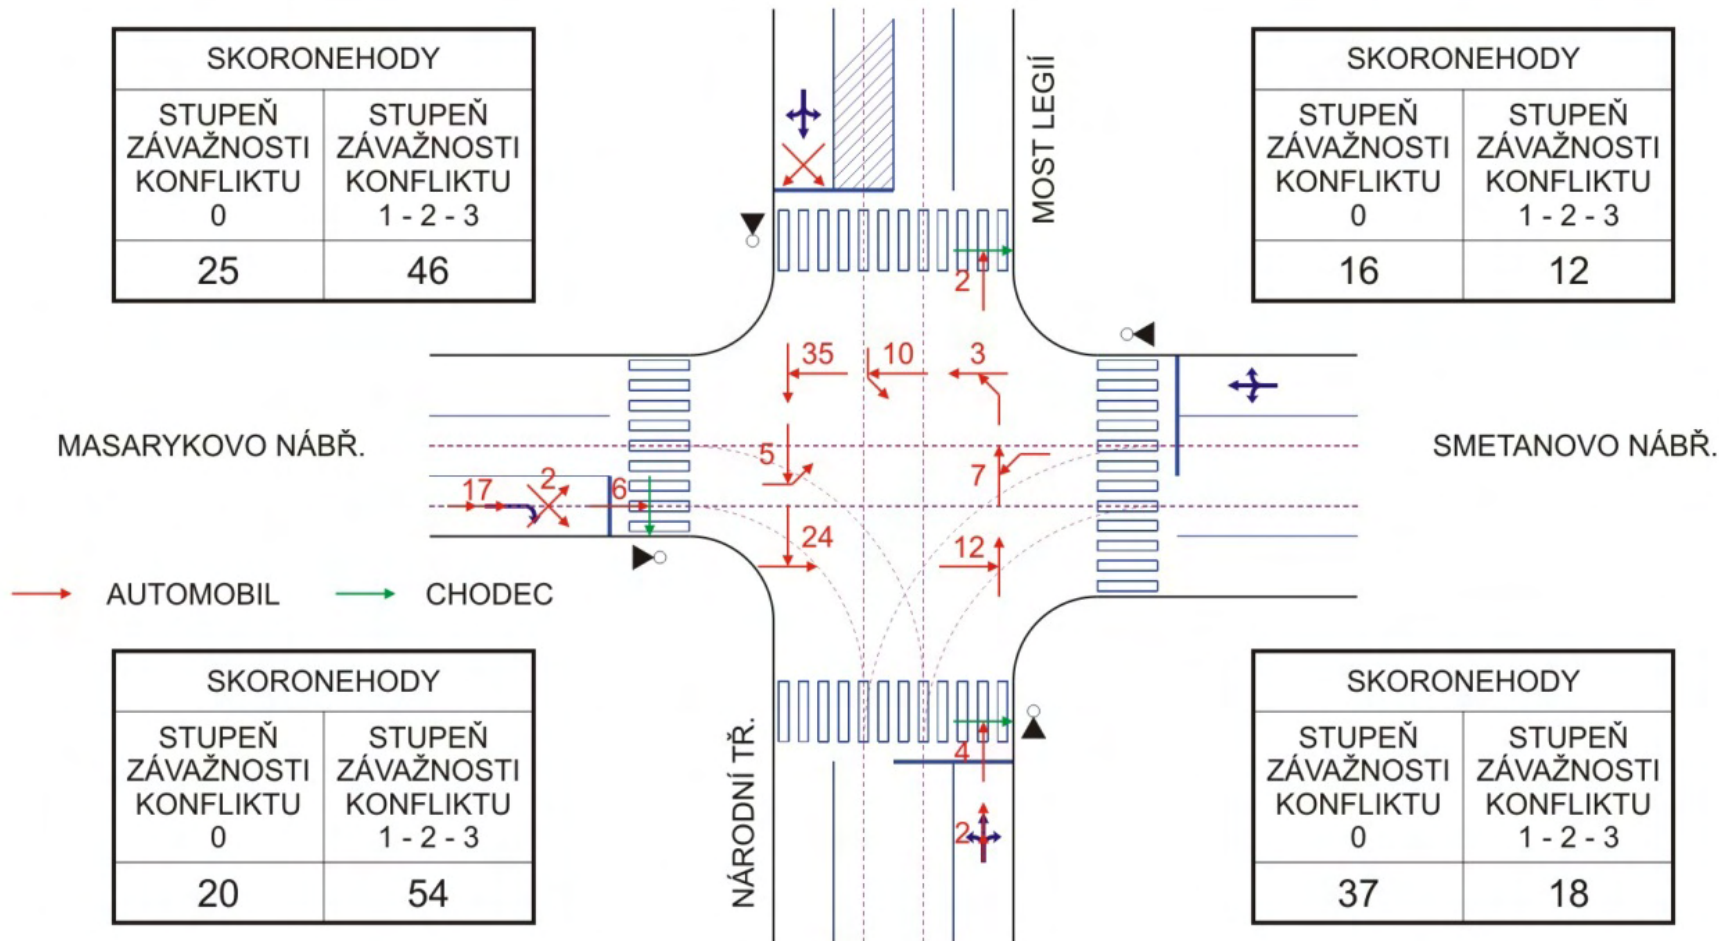 SKORONEHODY
STUPEŇ
ZÁVAŽNOSTI
KONFLIKTU
0
STUPEŇ
ZÁVAŽNOSTI
KONFLIKTU
1 - 2 - 3
25
46
MOST LEGIÍ
SKORONEHODY
STUPEŇ
ZÁVAŽNOSTI
KONFLIKTU
0
STUPEŇ
ZÁVAŽNOSTI
KONFLIKTU
1 - 2 - 3
16
12
2
35
10
3
MASARYKOVO NÁBŘ.
5
7
SMETANOVO NÁBŘ.
17
2
6
24
12
AUTOMOBIL
CHODEC
SKORONEHODY
STUPEŇ
ZÁVAŽNOSTI
KONFLIKTU
0
STUPEŇ
ZÁVAŽNOSTI
KONFLIKTU
1 - 2 - 3
20
54
NÁRODNÍ TŘ.
4
2
SKORONEHODY
STUPEŇ
ZÁVAŽNOSTI
KONFLIKTU
0
STUPEŇ
ZÁVAŽNOSTI
KONFLIKTU
1 - 2 - 3
37
18